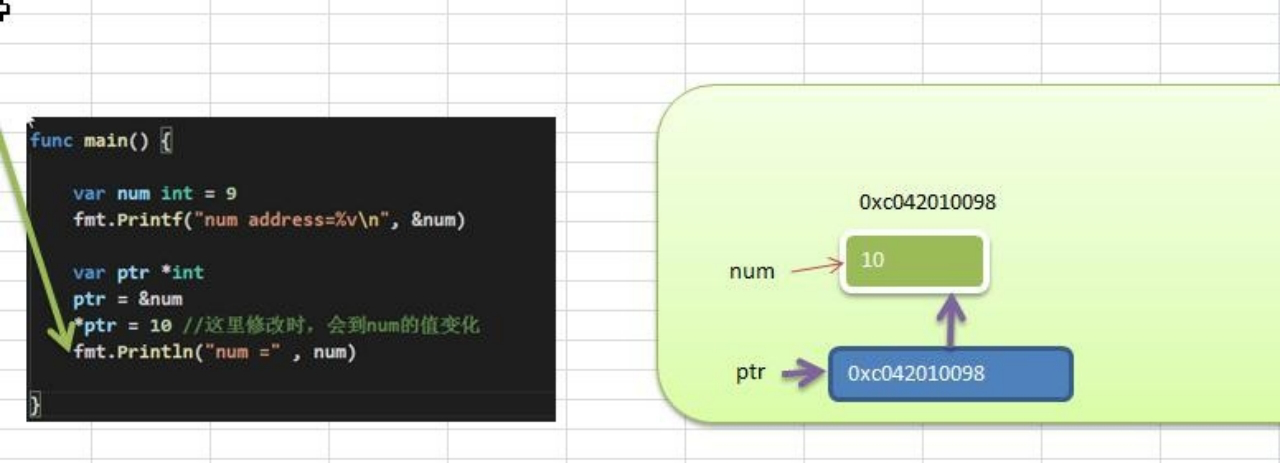 func main() {
var num int = 9
fmt.Printf("num address=%v\n", &num)
var ptr *int
ptr = &num
*ptr = 10 //这里修改时，会到num的值变化
fmt.Println("num =" , num)
}
0xc042010098
num
10
ptr
0xc042010098